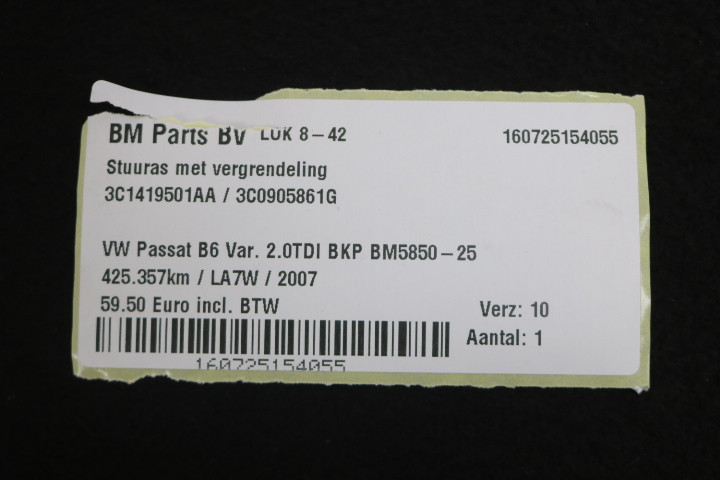 BM Parts BV LOK 8-42 160725154055
Stuuras met vergrendeling
3C1419501AA / 3C0905861G
VW Passat B6 Var. 2.0TDI BKP BM5850-25
425.357km / LA7W / 2007
59.50 Euro incl. BTW Verz: 10
Aantal: 1
160725154055